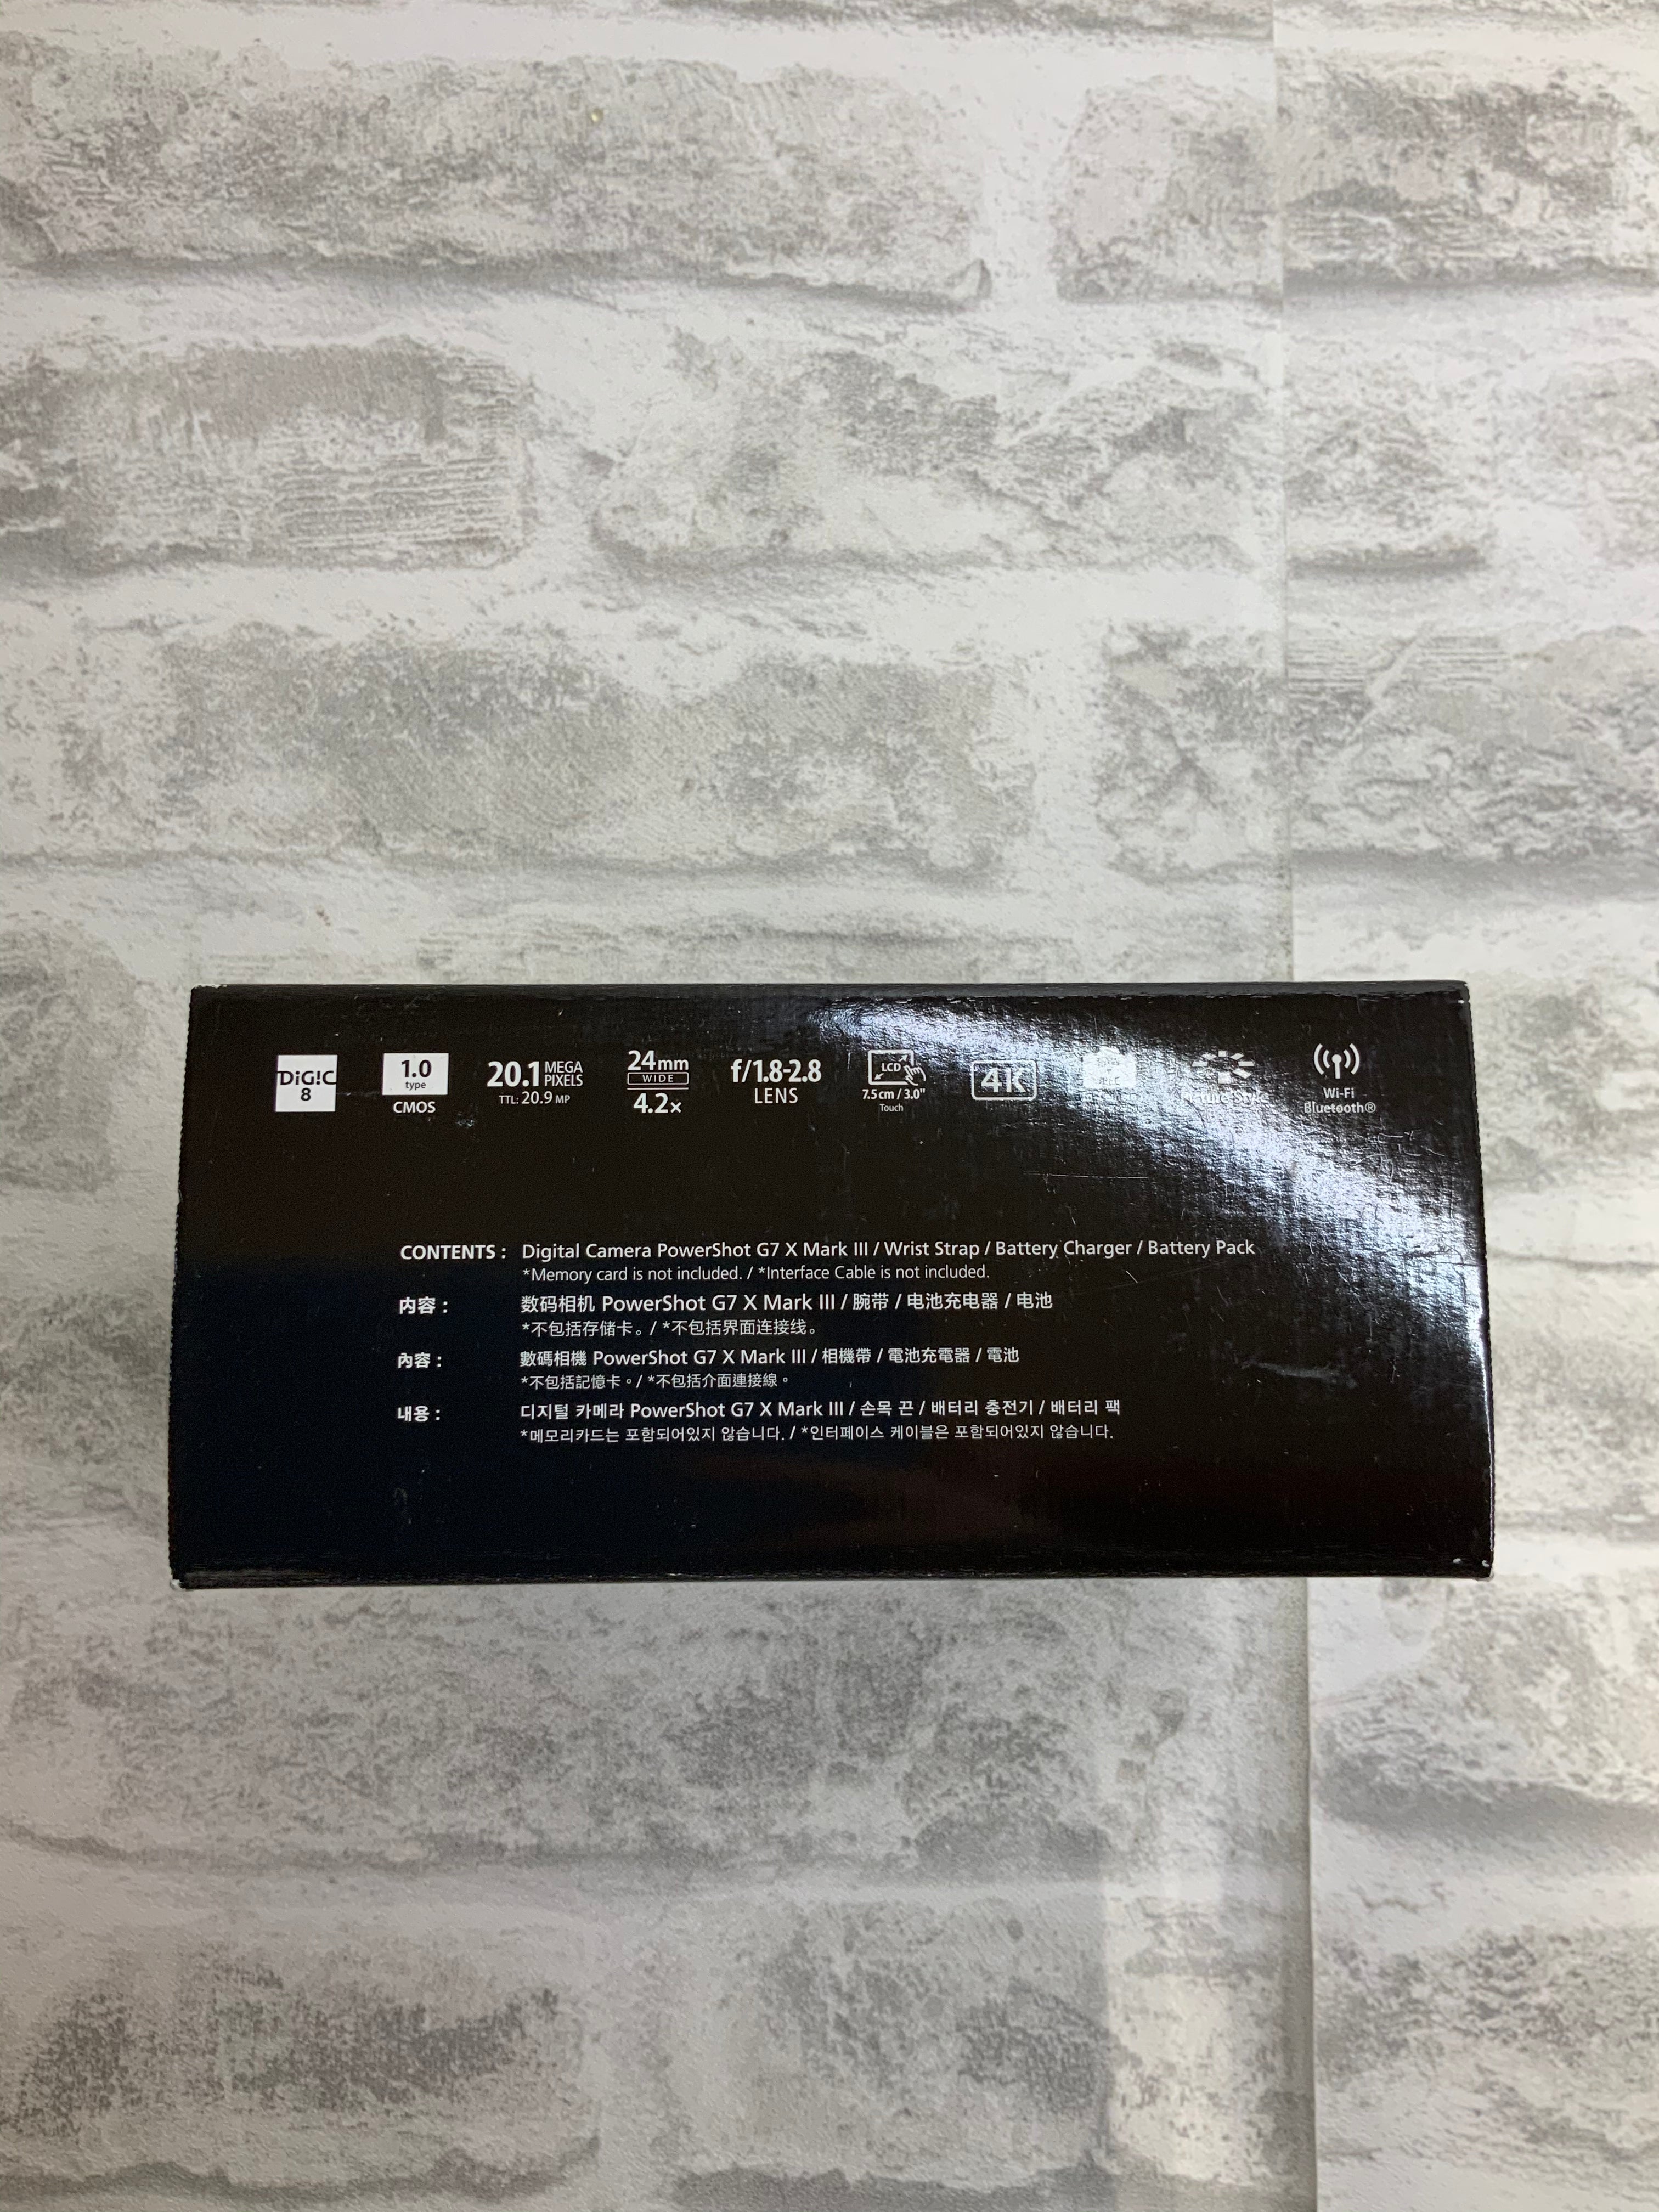 DiG!C
8
1.0
type
CMOS
20.1 MEGA PIXELS
TTL: 20.9 MP
24mm
WIDE
4.2x
f/1.8-2.8
LENS
LCD
7.5cm / 3.0"
Touch
4K
Picture Style
Wi-Fi
Bluetooth®
CONTENTS : Digital Camera PowerShot G7 X Mark III / Wrist Strap / Battery Charger / Battery Pack
*Memory card is not included. / *Interface Cable is not included.
内容 : 数码相机 PowerShot G7 X Mark III / 腕带 / 电池充电器 / 电池
*不包括存储卡。/ *不包括界面连接线。
內容 : 數碼相機 PowerShot G7 X Mark III / 相機帶 / 電池充電器 / 電池
*不包括記憶卡。/ *不包括介面連接線。
내용 : 디지털 카메라 PowerShot G7 X Mark III / 손목 끈 / 배터리 충전기 / 배터리 팩
*메모리카드는 포함되어있지 않습니다. / *인터페이스 케이블은 포함되어있지 않습니다.